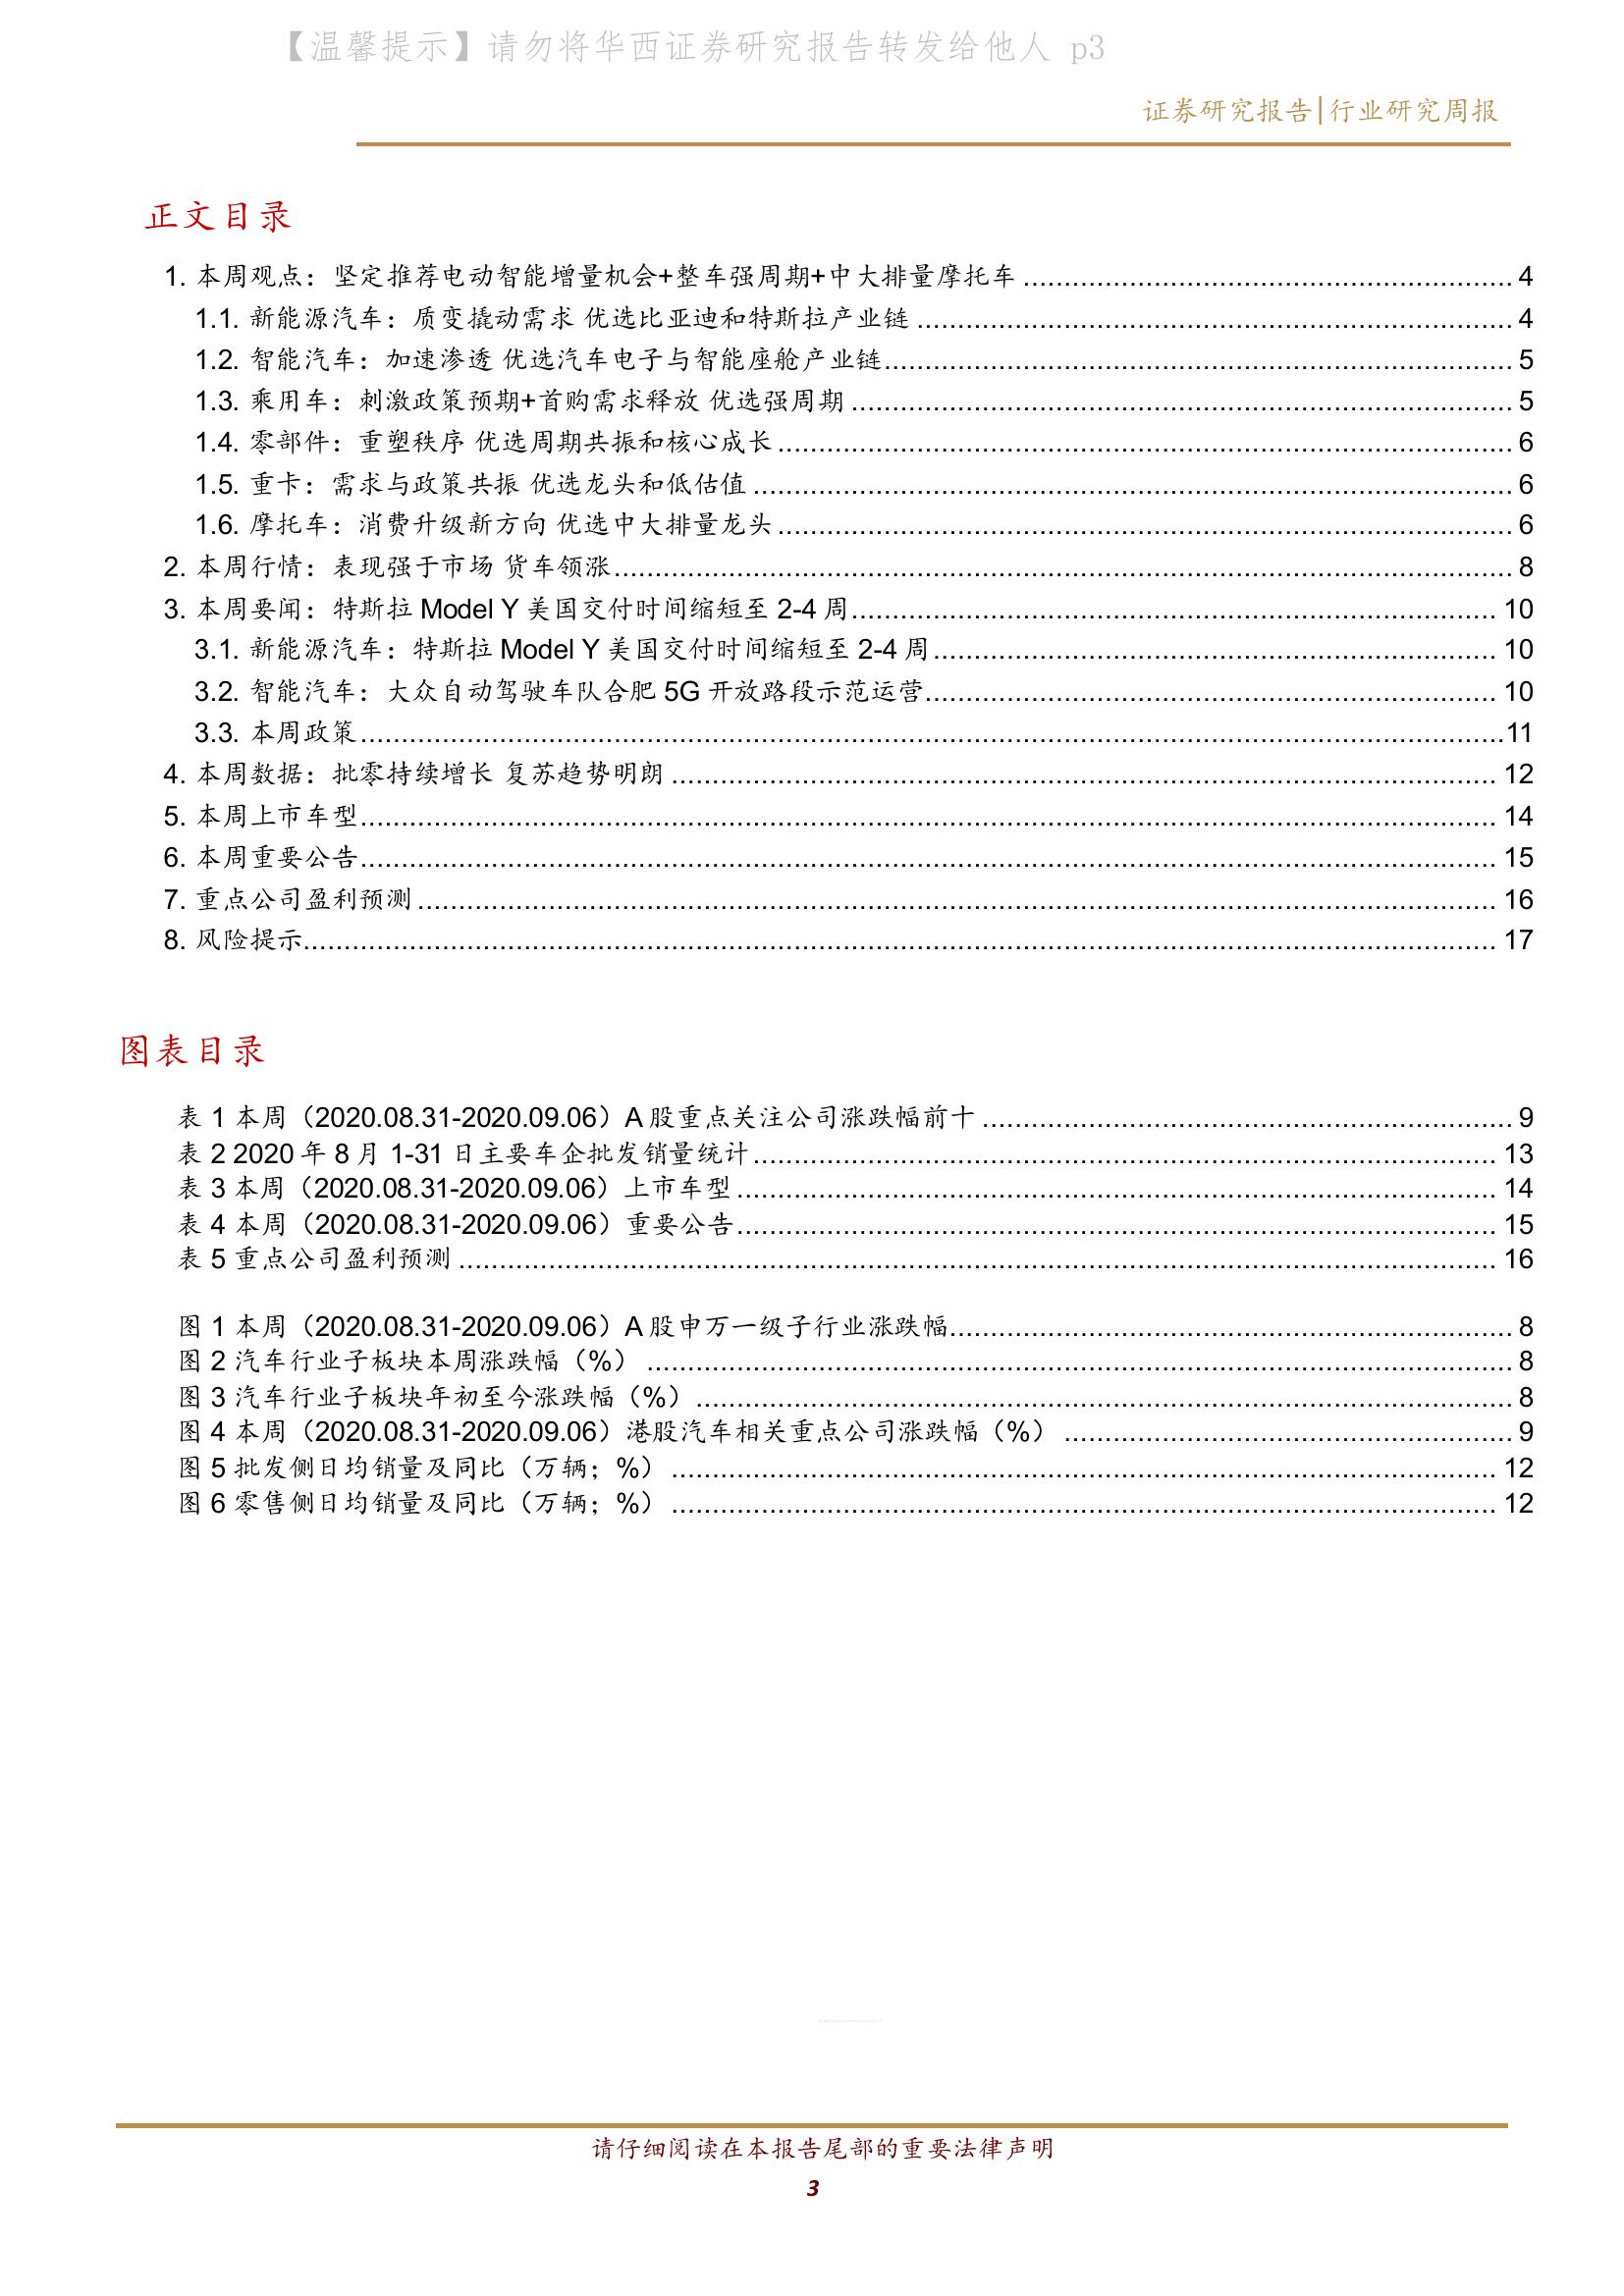 【温馨提示】请勿将华西证券研究报告转发给他人 p3
证券研究报告|行业研究周报
正文目录
1. 本周观点：坚定推荐电动智能增量机会+整车强周期+中大排量摩托车 ........ 4
1.1. 新能源汽车：质变撬动需求 优选比亚迪和特斯拉产业链 ........ 4
1.2. 智能汽车：加速渗透 优选汽车电子与智能座舱产业链 ........ 5
1.3. 乘用车：刺激政策预期+首购需求释放 优选强周期 ........ 5
1.4. 零部件：重塑秩序 优选周期共振和核心成长 ........ 6
1.5. 重卡：需求与政策共振 优选龙头和低估值 ........ 6
1.6. 摩托车：消费升级新方向 优选中大排量龙头 ........ 6
2. 本周行情：表现强于市场 货车领涨 ........ 8
3. 本周要闻：特斯拉 Model Y 美国交付时间缩短至 2-4 周 ........ 10
3.1. 新能源汽车：特斯拉 Model Y 美国交付时间缩短至 2-4 周 ........ 10
3.2. 智能汽车：大众自动驾驶车队合肥 5G 开放路段示范运营 ........ 10
3.3. 本周政策 ........ 11
4. 本周数据：批零持续增长 复苏趋势明朗 ........ 12
5. 本周上市车型 ........ 14
6. 本周重要公告 ........ 15
7. 重点公司盈利预测 ........ 16
8. 风险提示 ........ 17
图表目录
表 1 本周（2020.08.31-2020.09.06）A 股重点关注公司涨跌幅前十 ........ 9
表 2 2020 年 8 月 1-31 日主要车企批发销量统计 ........ 13
表 3 本周（2020.08.31-2020.09.06）上市车型 ........ 14
表 4 本周（2020.08.31-2020.09.06）重要公告 ........ 15
表 5 重点公司盈利预测 ........ 16
图 1 本周（2020.08.31-2020.09.06）A 股申万一级子行业涨跌幅 ........ 8
图 2 汽车行业子板块本周涨跌幅（%） ........ 8
图 3 汽车行业子板块年初至今涨跌幅（%） ........ 8
图 4 本周（2020.08.31-2020.09.06）港股汽车相关重点公司涨跌幅（%） ........ 9
图 5 批发侧日均销量及同比（万辆；%） ........ 12
图 6 零售侧日均销量及同比（万辆；%） ........ 12
请仔细阅读在本报告尾部的重要法律声明
3